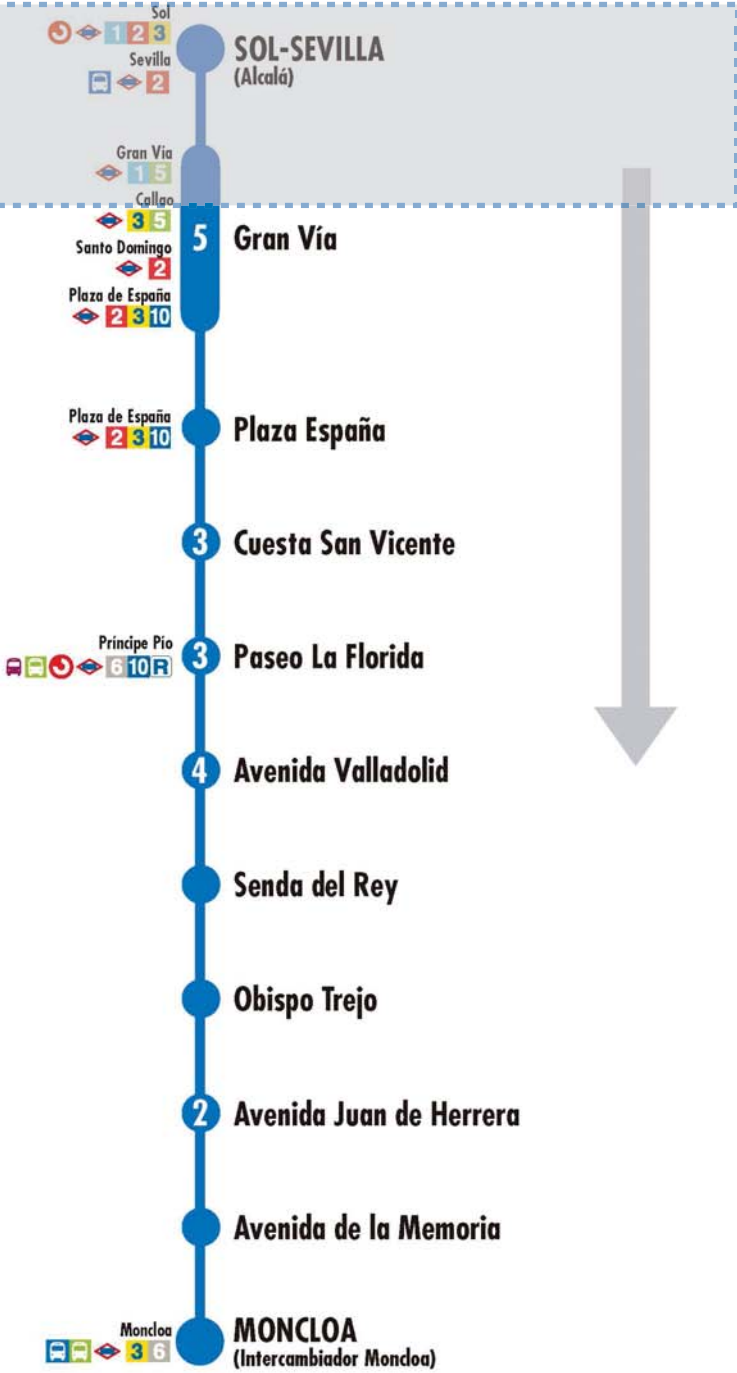 Sol
1 2 3
SOL-SEVILLA
Sevilla
(Alcalá)
2
Gran Vía
1 5
Callao
3 5
5 Gran Vía
Santo Domingo
2
Plaza de España
2 3 10
Plaza de España
2 3 10
Plaza España
3 Cuesta San Vicente
Príncipe Pío
6 10 R
3 Paseo La Florida
4 Avenida Valladolid
Senda del Rey
Obispo Trejo
2 Avenida Juan de Herrera
Avenida de la Memoria
Moncloa
3 6
MONCLOA
(Intercambiador Moncloa)